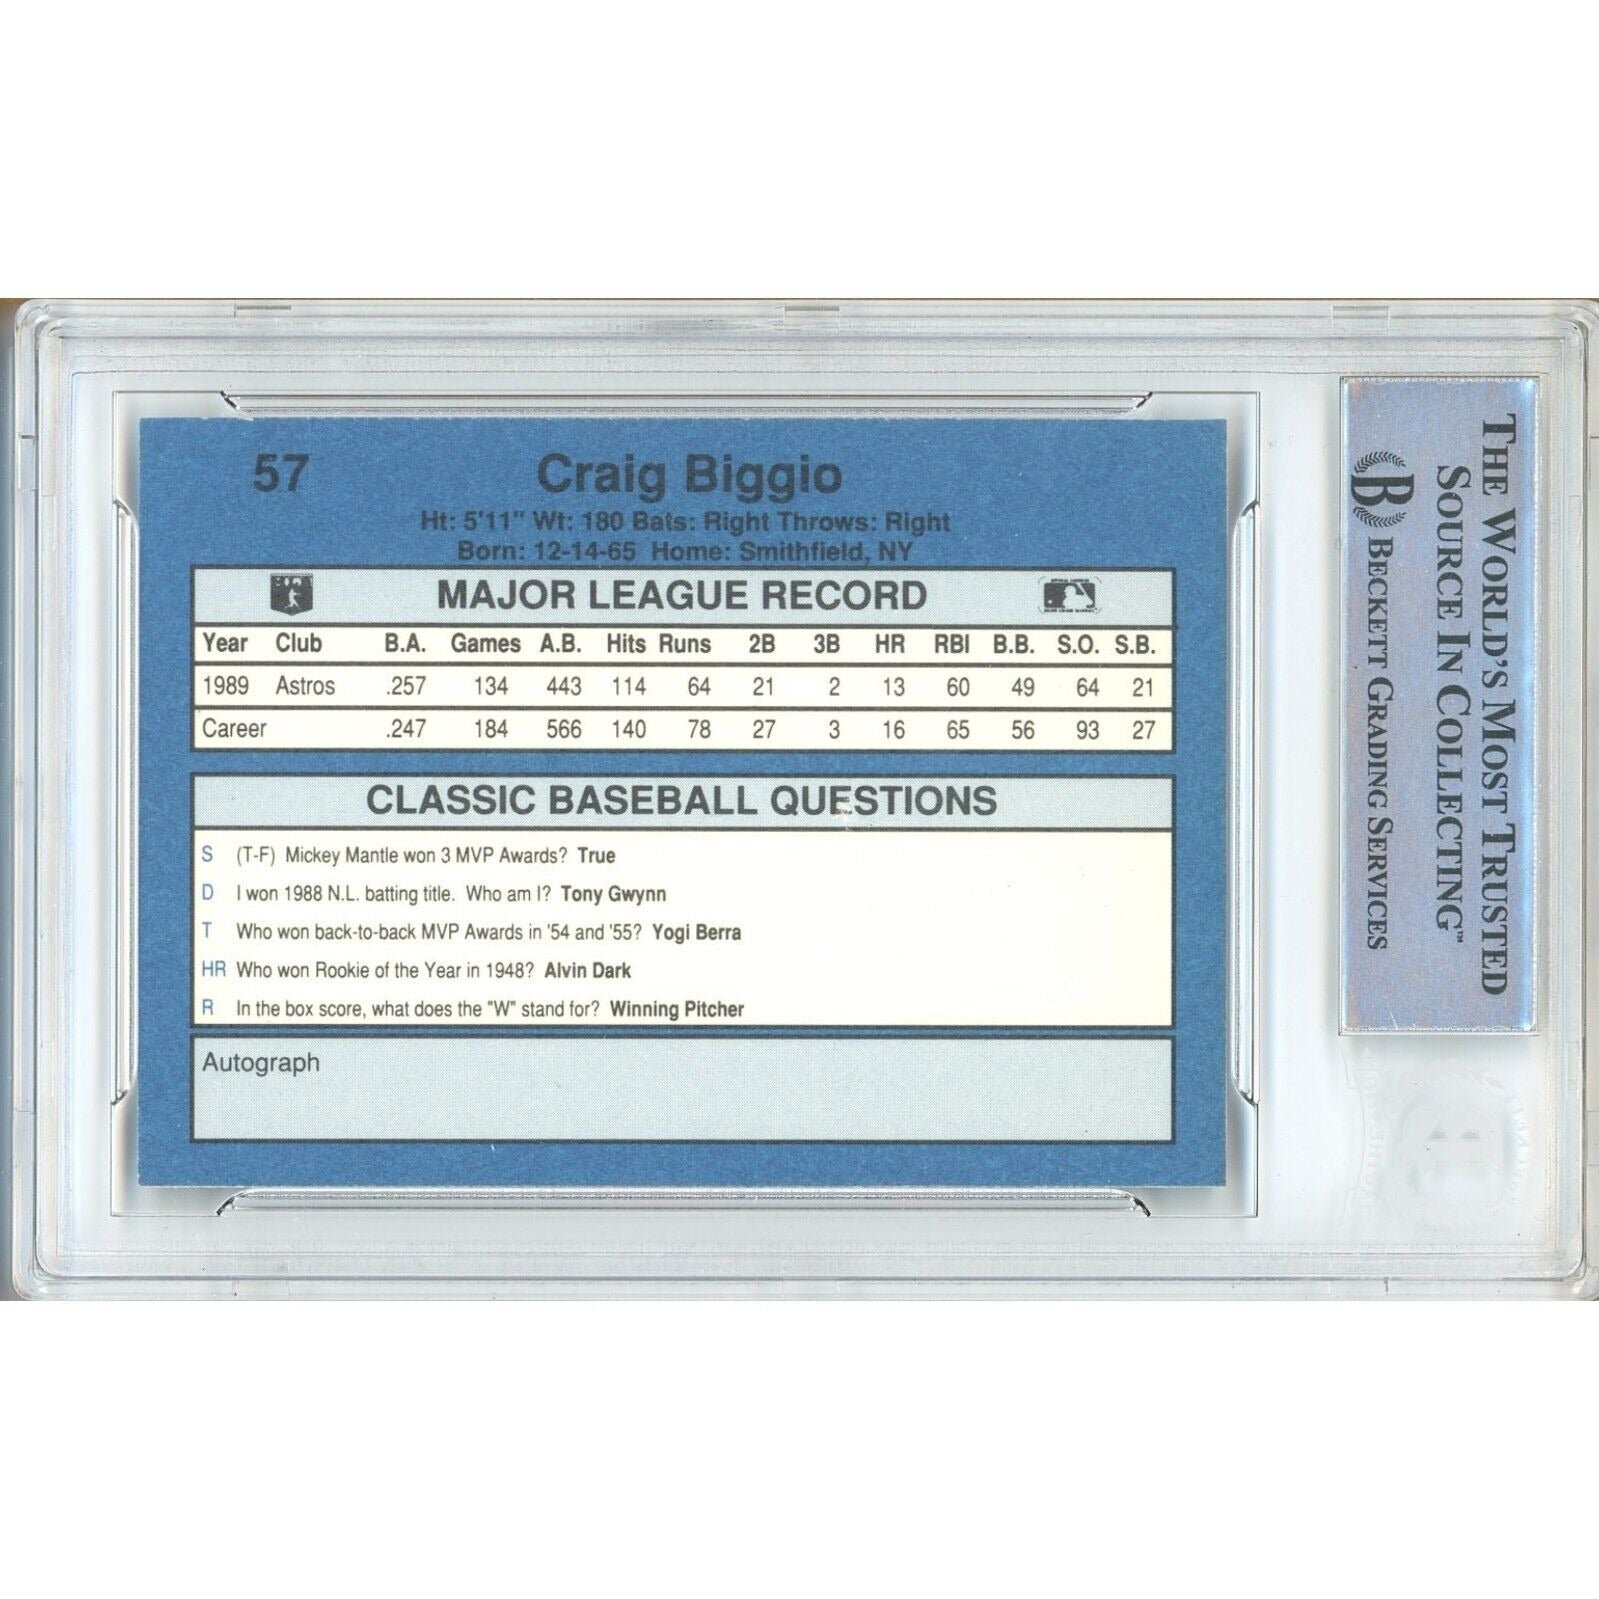 57 Craig Biggio
Ht: 5'11" Wt: 180 Bats: Right Throws: Right
Born: 12-14-65 Home: Smithfield, NY
MAJOR LEAGUE RECORD
Year Club B.A. Games A.B. Hits Runs 2B 3B HR RBI B.B. S.O. S.B.
1989 Astros .257 134 443 114 64 21 2 13 60 49 64 21
Career .247 184 566 140 78 27 3 16 65 56 93 27
CLASSIC BASEBALL QUESTIONS
S (T-F) Mickey Mantle won 3 MVP Awards? True
D I won 1988 N.L. batting title. Who am I? Tony Gwynn
T Who won back-to-back MVP Awards in '54 and '55? Yogi Berra
HR Who won Rookie of the Year in 1948? Alvin Dark
R In the box score, what does the "W" stand for? Winning Pitcher
Autograph
THE WORLD'S MOST TRUSTED
SOURCE IN COLLECTING™
B BECKETT GRADING SERVICES